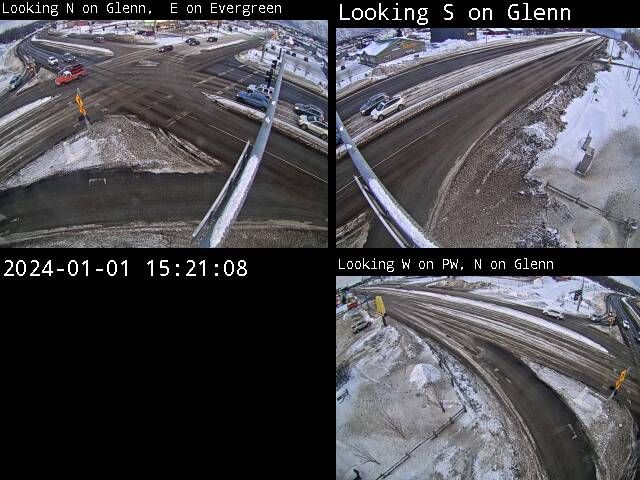 Looking N on Glenn,  E on Evergreen
Looking S on Glenn
2024-01-01 15:21:08
Looking W on PW, N on Glenn